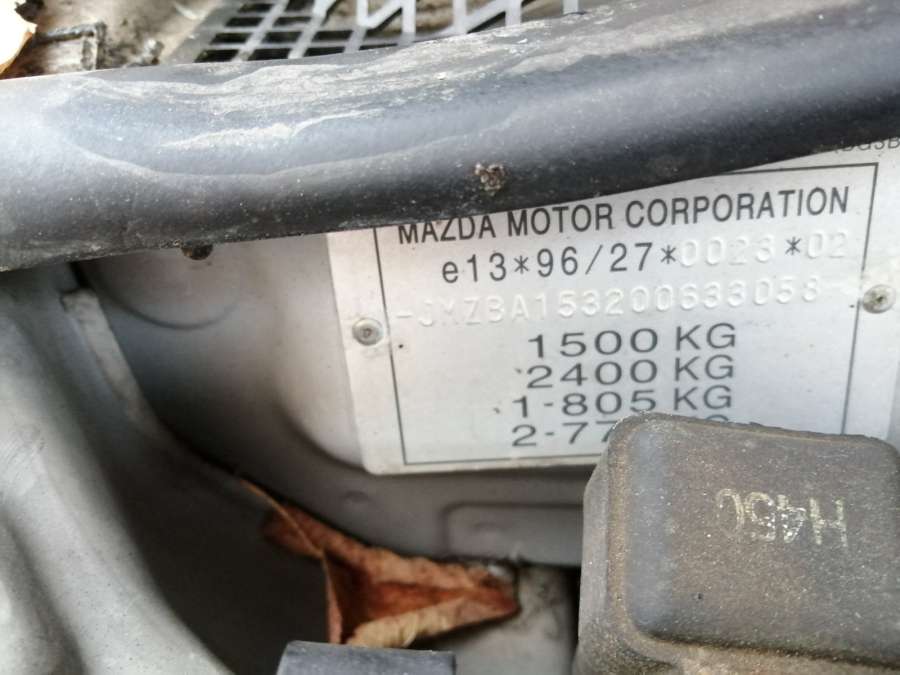 MAZDA MOTOR CORPORATION
e13*96/27*0023*02
-JMZBA153200633058-
1500 KG
2400 KG
1-805 KG
H450